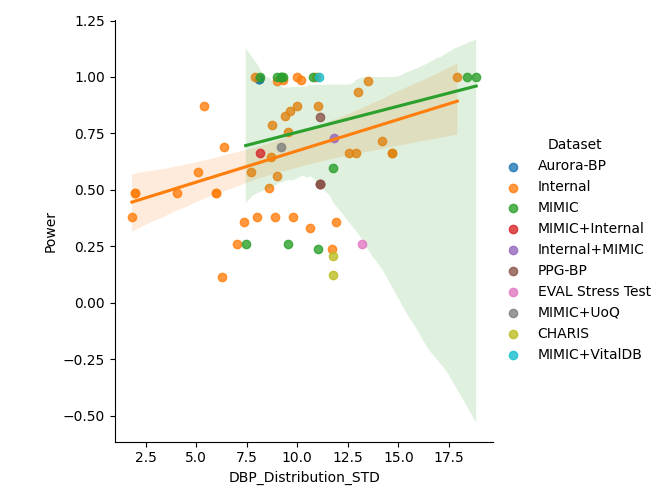 1.25
1.00
0.75
0.50
0.25
0.00
−0.25
−0.50
Power
2.5 5.0 7.5 10.0 12.5 15.0 17.5
DBP_Distribution_STD
Dataset
Aurora-BP
Internal
MIMIC
MIMIC+Internal
Internal+MIMIC
PPG-BP
EVAL Stress Test
MIMIC+UoQ
CHARIS
MIMIC+VitalDB